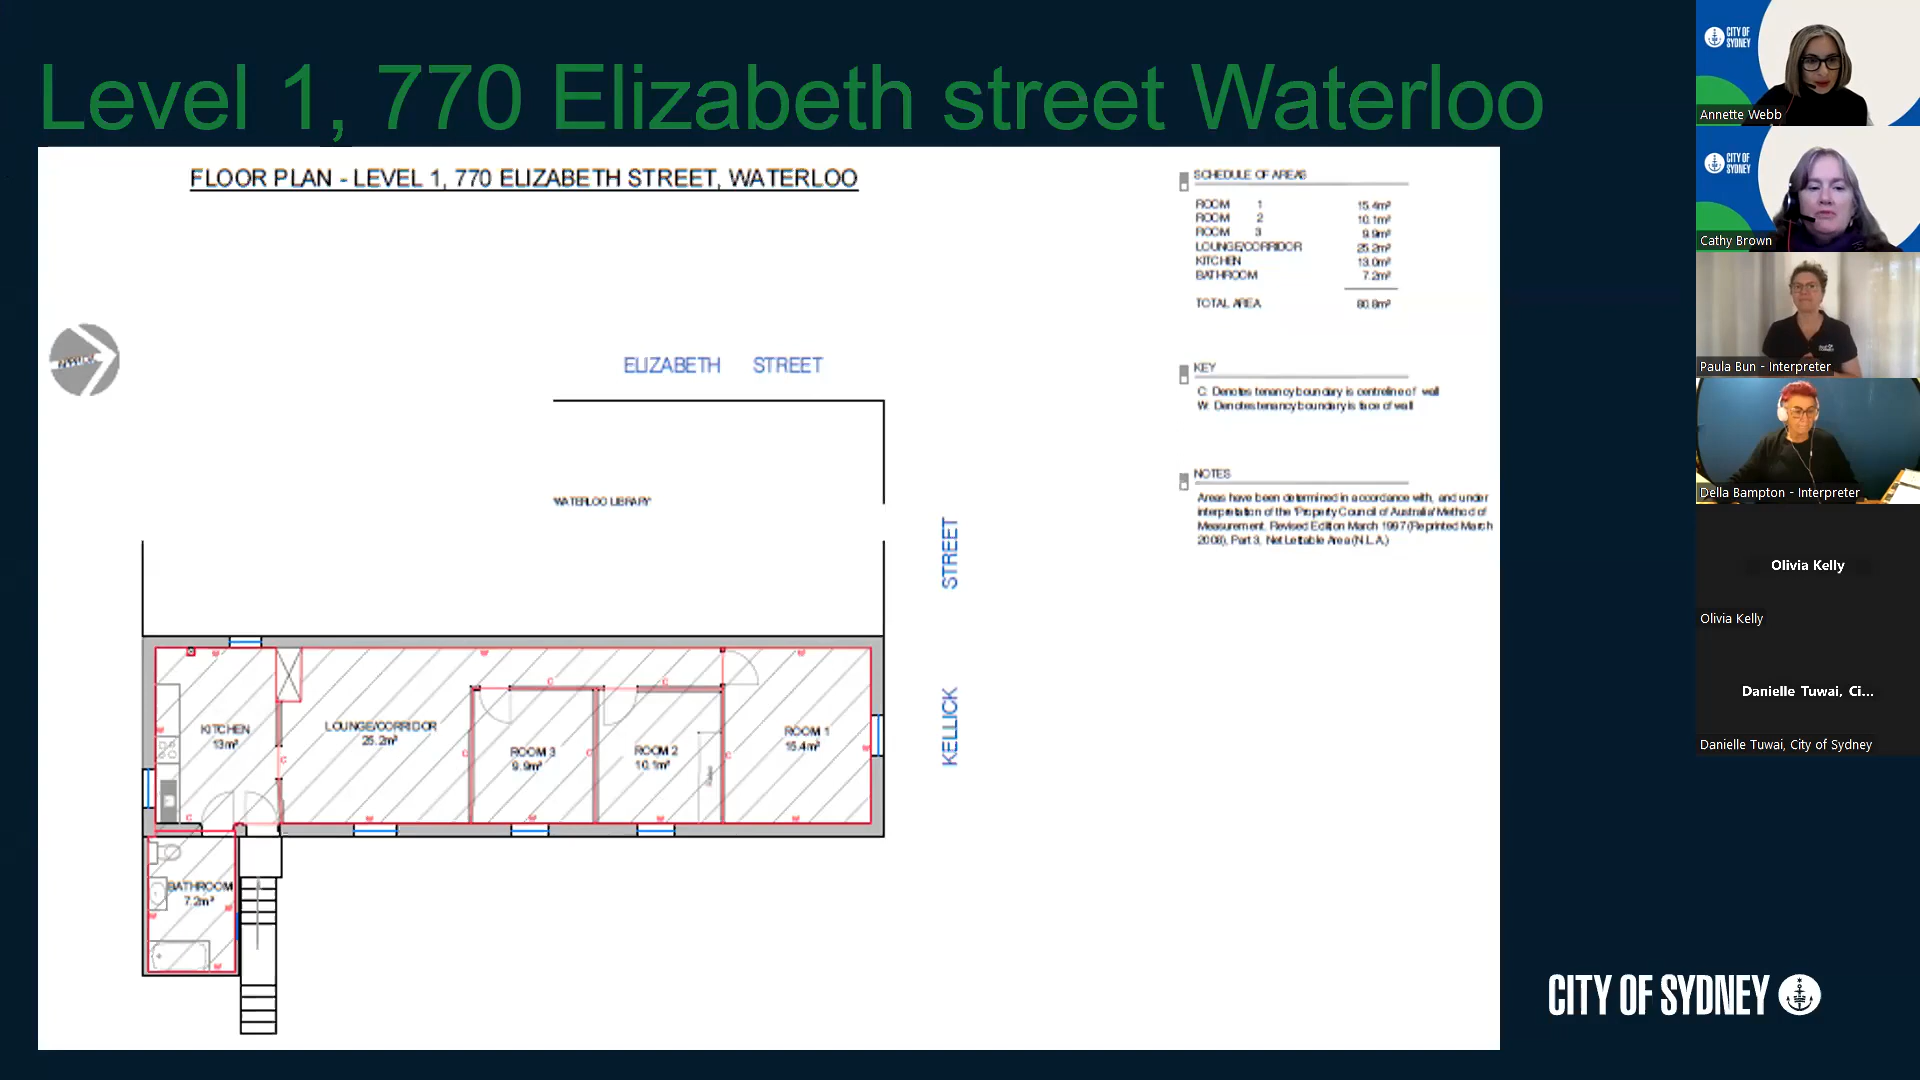 Level 1, 770 Elizabeth street Waterloo
FLOOR PLAN - LEVEL 1, 770 ELIZABETH STREET, WATERLOO
SCHEDULE OF AREAS
ROOM 1 15.4m²
ROOM 2 10.1m²
ROOM 3 9.9m²
LOUNGE/CORRIDOR 25.2m²
KITCHEN 13.0m²
BATHROOM 7.2m²
TOTAL AREA 80.8m²
KEY
C: Denotes tenancy boundary is centreline of wall
W: Denotes tenancy boundary is face of wall
NOTES
Areas have been determined in accordance with, and under
interpretation of the 'Property Council of Australia' Method of
Measurement. Revised Edition March 1997 (Reprinted March
2008), Part 3, Net Lettable Area (N.L.A.)
ELIZABETH STREET
WATERLOO LIBRARY
KELLICK STREET
KITCHEN
13m²
LOUNGE/CORRIDOR
25.2m²
ROOM 3
9.9m²
ROOM 2
10.1m²
ROOM 1
15.4m²
BATHROOM
7.2m²
CITY OF SYDNEY
CITY OF
SYDNEY
Annette Webb
CITY OF
SYDNEY
Cathy Brown
Paula Bun - Interpreter
Della Bampton - Interpreter
Olivia Kelly
Olivia Kelly
Danielle Tuwai, Ci...
Danielle Tuwai, City of Sydney